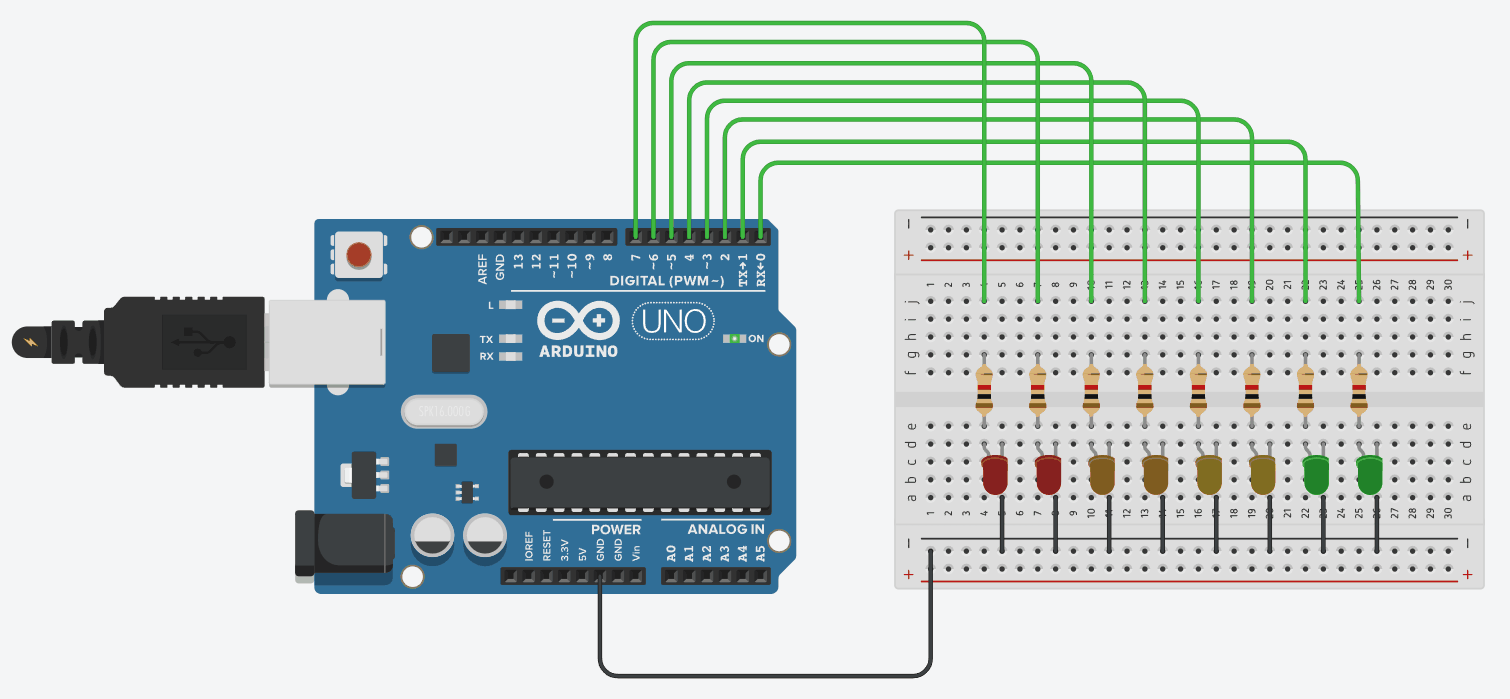 − −
+ +
1 2 3 4 5 6 7 8 9 10 11 12 13 14 15 16 17 18 19 20 21 22 23 24 25 26 27 28 29 30
j j
i i
h h
g g
f f
e e
d d
c c
b b
a a
1 2 3 4 5 6 7 8 9 10 11 12 13 14 15 16 17 18 19 20 21 22 23 24 25 26 27 28 29 30
− −
+ +
AREF GND 13 12 ~11 ~10 ~9 8 7 ~6 ~5 4 ~3 2 TX→1 RX←0
DIGITAL (PWM ~)
L
TX
RX
− +
UNO
ON
ARDUINO
SPK16.000G
POWER ANALOG IN
IOREF RESET 3.3V 5V GND GND Vin A0 A1 A2 A3 A4 A5